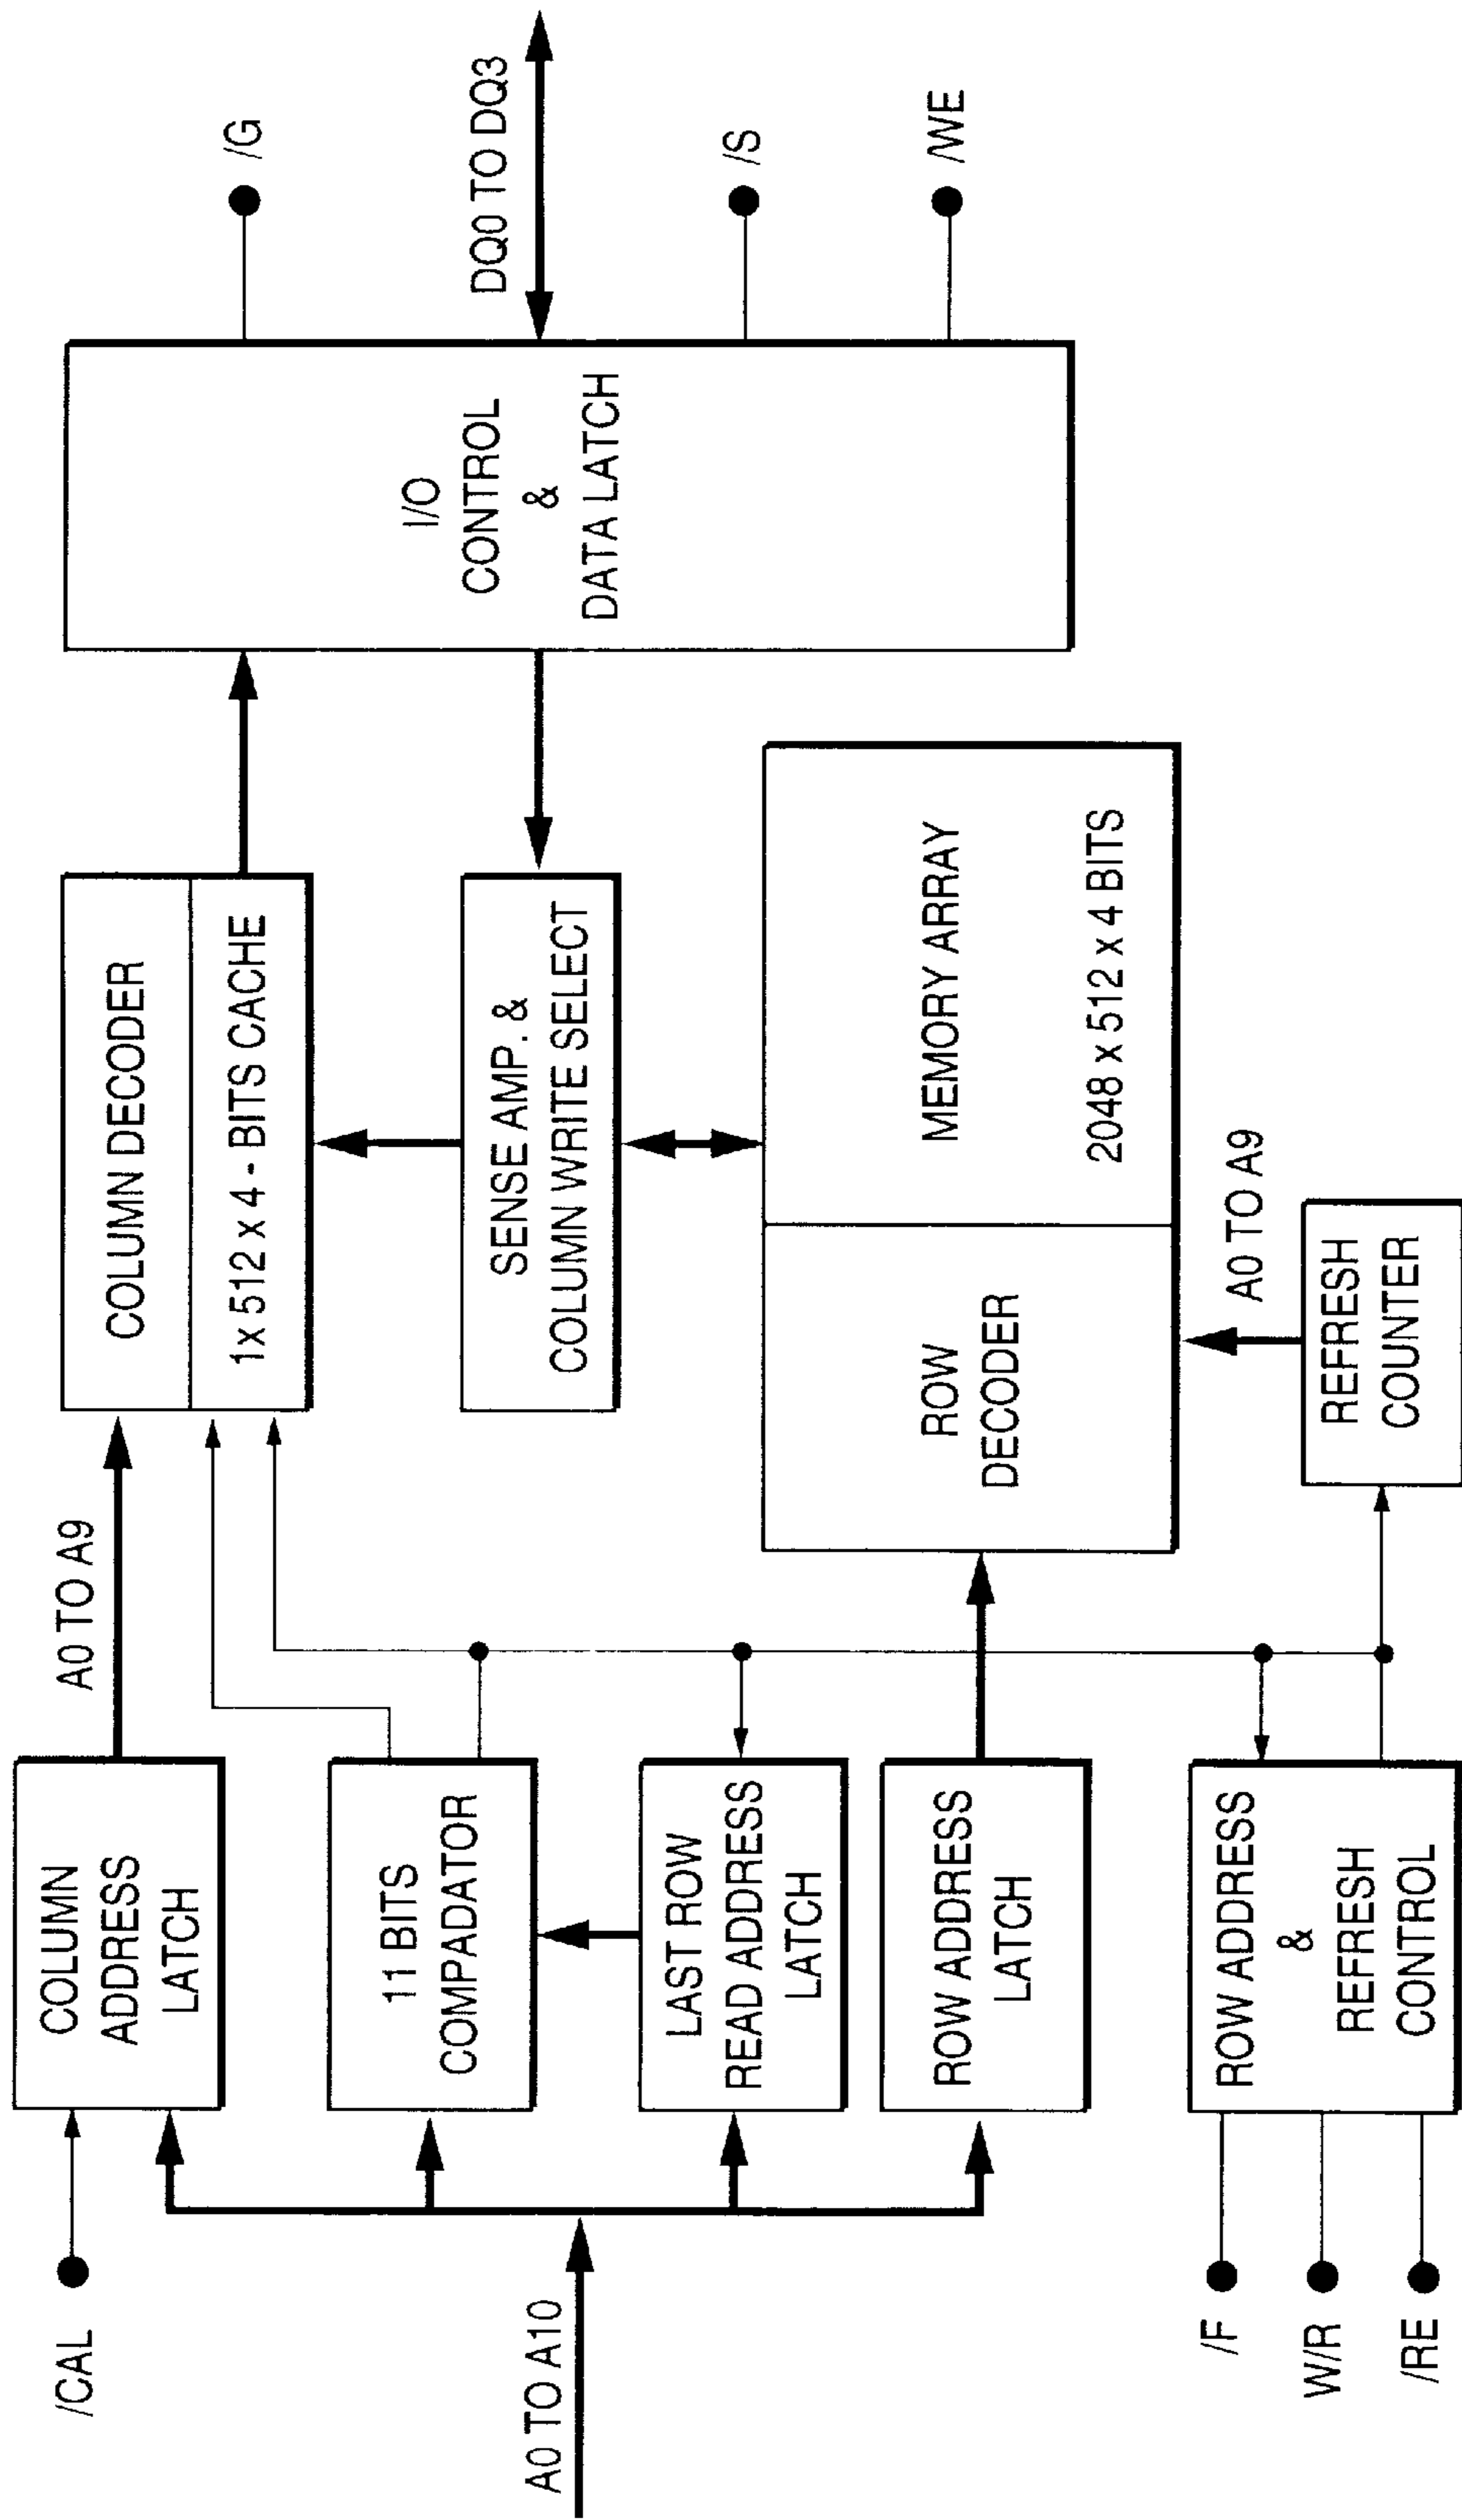 /CAL
A0 TO A10
/F
W/R
/RE
COLUMN
ADDRESS
LATCH
11 BITS
COMPADATOR
LAST ROW
READ ADDRESS
LATCH
ROW ADDRESS
LATCH
ROW ADDRESS
&
REFRESH
CONTROL
A0 TO A9
COLUMN DECODER
1x 512 x 4 - BITS CACHE
SENSE AMP. &
COLUMN WRITE SELECT
ROW
DECODER
MEMORY ARRAY
2048 x 512 x 4 BITS
A0 TO A9
REFRESH
COUNTER
I/O
CONTROL
&
DATA LATCH
/G
DQ0 TO DQ3
/S
/WE